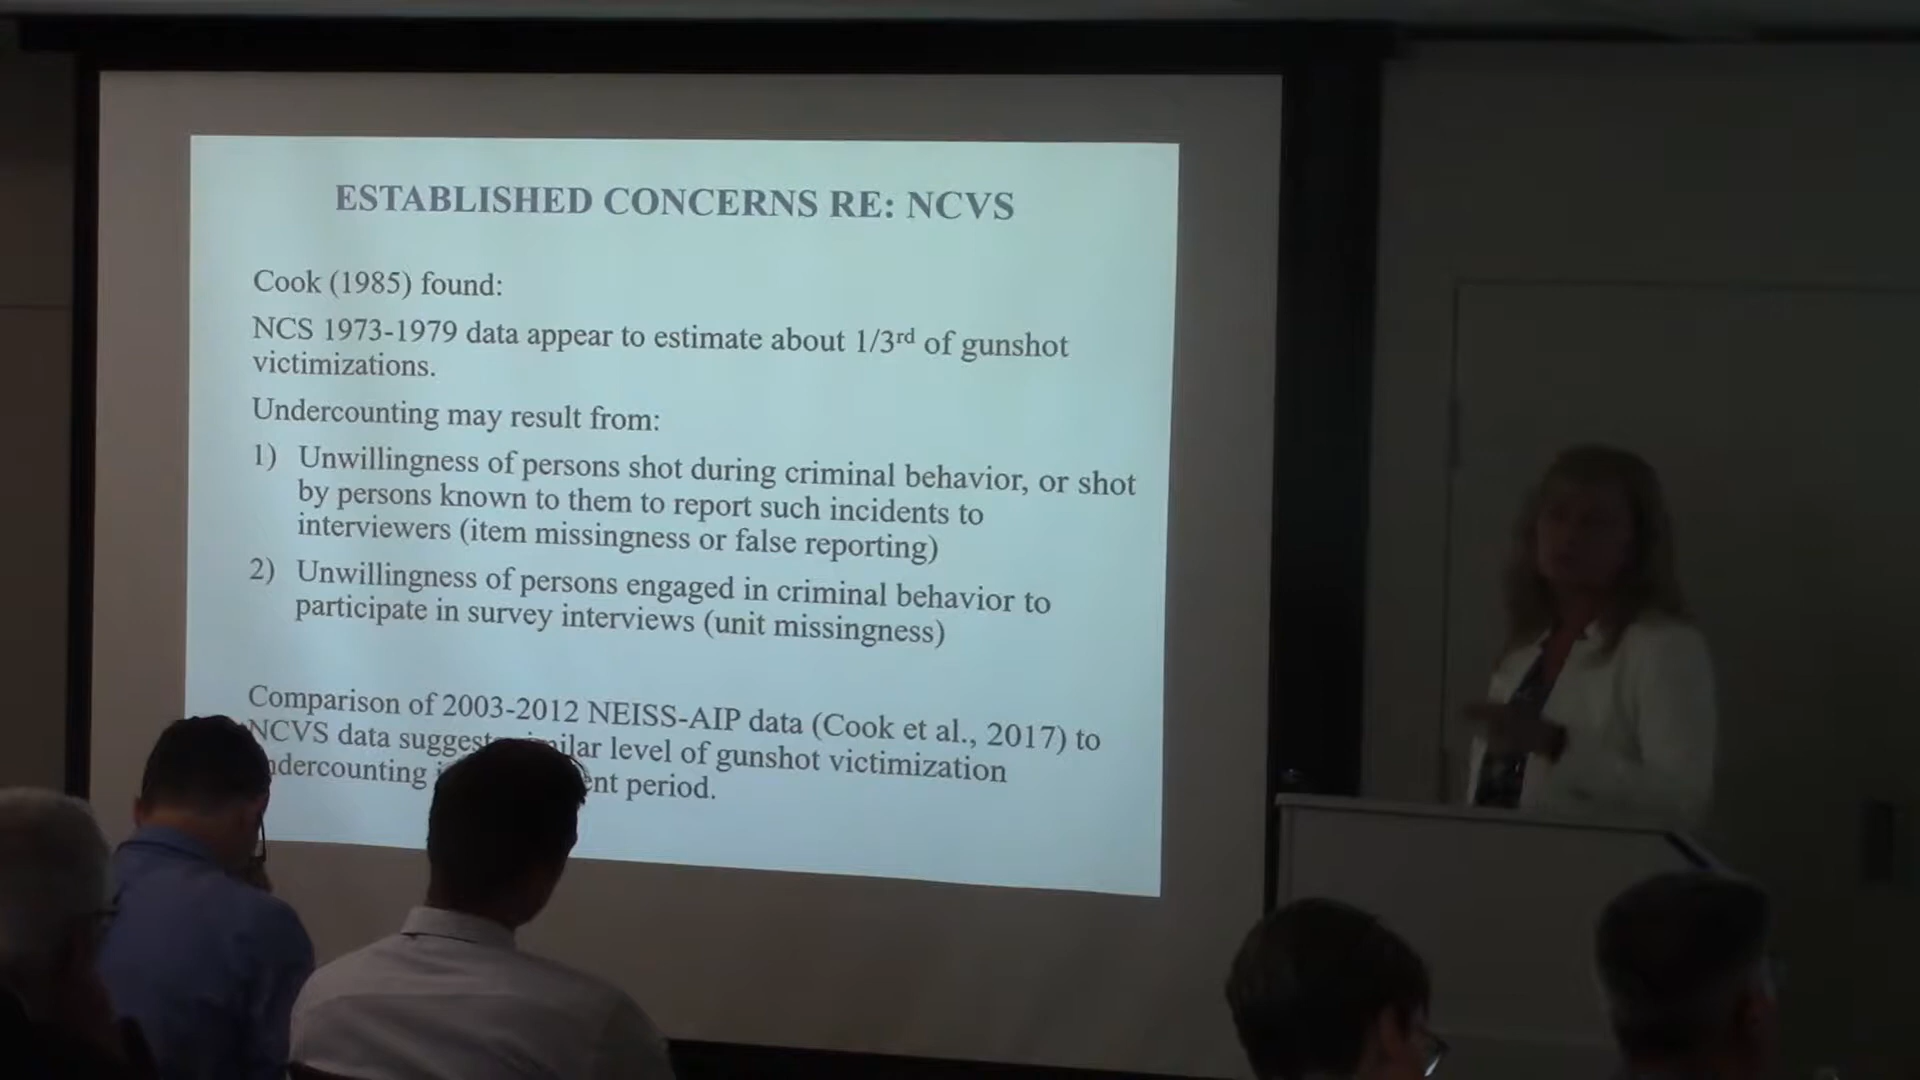 ESTABLISHED CONCERNS RE: NCVS
Cook (1985) found:
NCS 1973-1979 data appear to estimate about 1/3rd of gunshot
victimizations.
Undercounting may result from:
1) Unwillingness of persons shot during criminal behavior, or shot
by persons known to them to report such incidents to
interviewers (item missingness or false reporting)
2) Unwillingness of persons engaged in criminal behavior to
participate in survey interviews (unit missingness)
Comparison of 2003-2012 NEISS-AIP data (Cook et al., 2017) to
NCVS data level of gunshot victimization
period.